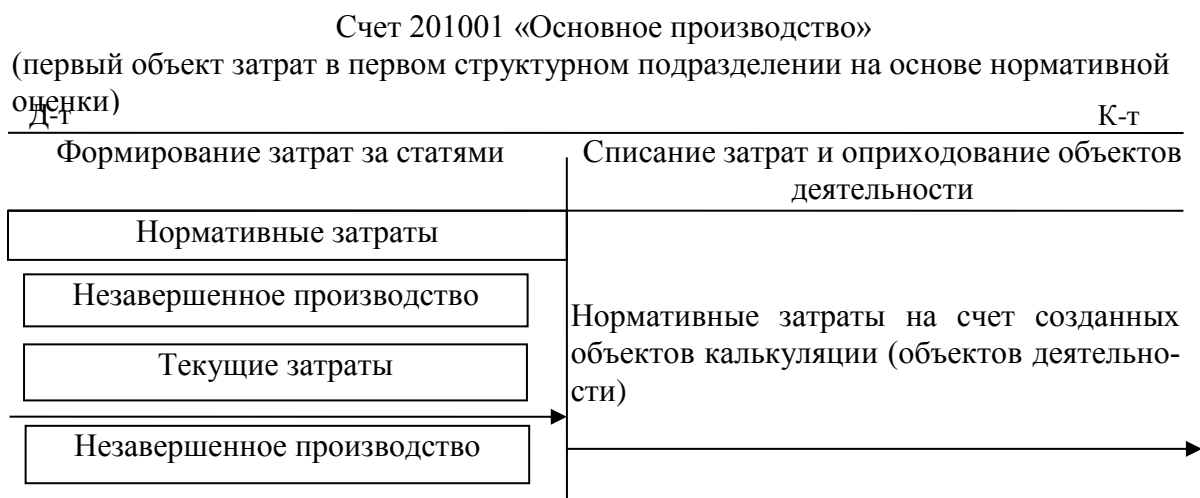 Счет 201001 «Основное производство»
(первый объект затрат в первом структурном подразделении на основе нормативной
оценки)
Д-т К-т
Формирование затрат за статями
Списание затрат и оприходование объектов
деятельности
Нормативные затраты
Незавершенное производство
Текущие затраты
Незавершенное производство
Нормативные затраты на счет созданных
объектов калькуляции (объектов деятельно-
сти)